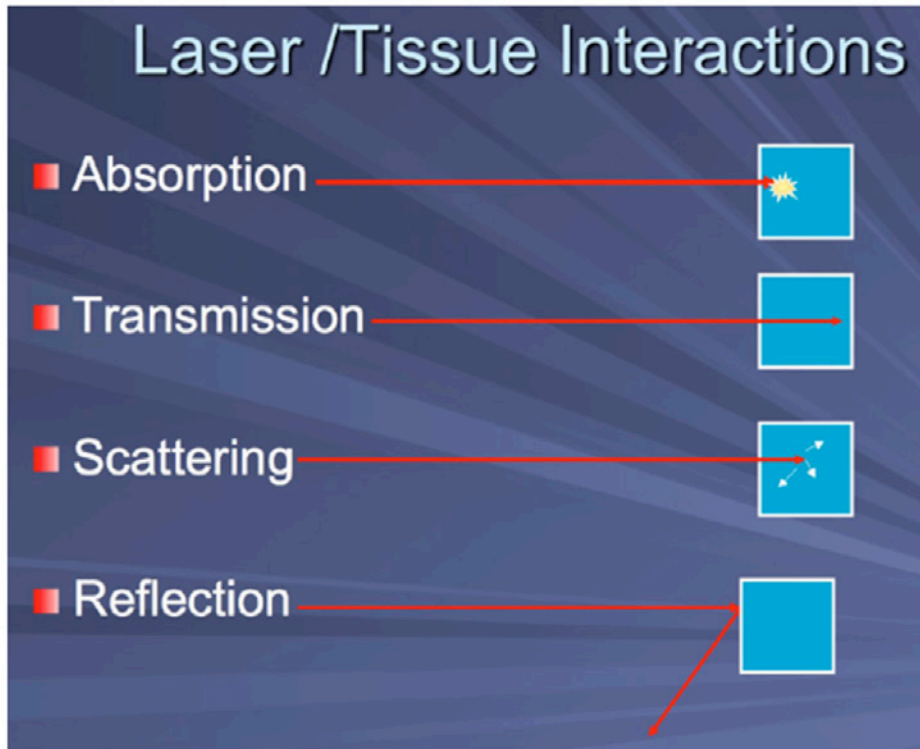 Laser /Tissue Interactions
Absorption
Transmission
Scattering
Reflection